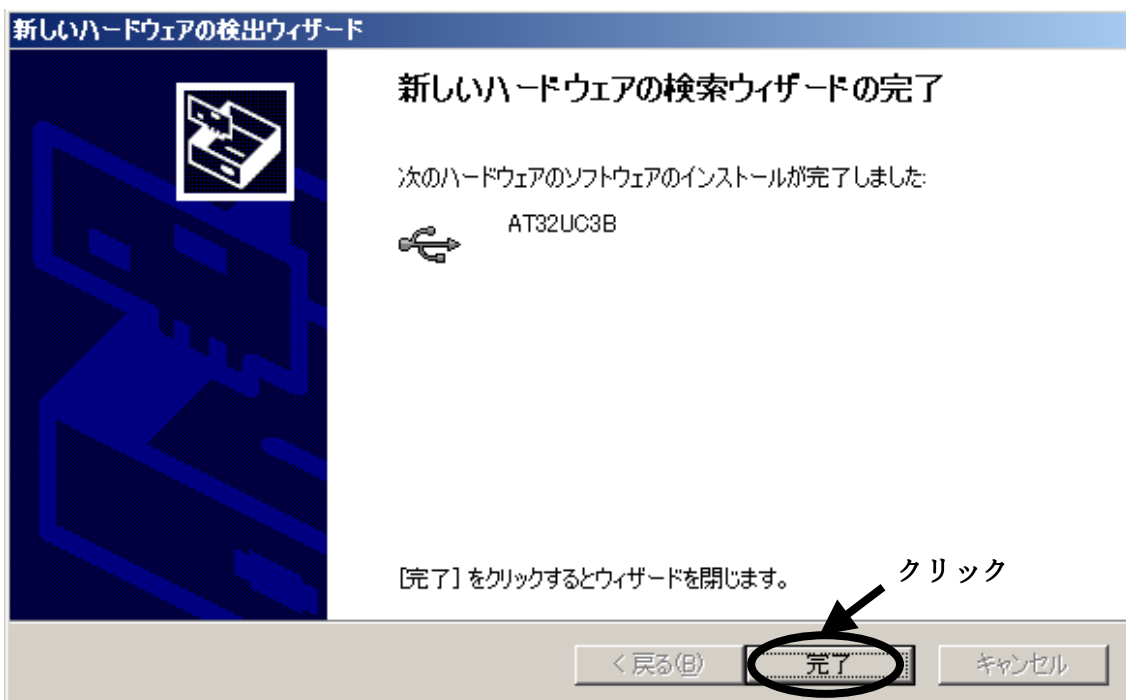 新しいハードウェアの検出ウィザード
新しいハードウェアの検索ウィザードの完了
次のハードウェアのソフトウェアのインストールが完了しました:
AT32UC3B
[完了] をクリックするとウィザードを閉じます。
クリック
< 戻る(B) 完了 キャンセル